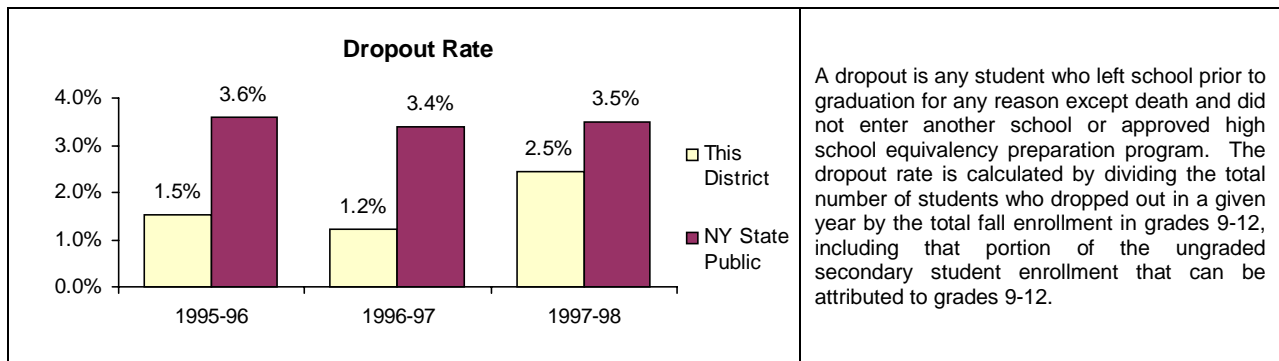 Dropout Rate
4.0%
3.0%
2.0%
1.0%
0.0%
1.5%
3.6%
1.2%
3.4%
2.5%
3.5%
1995-96
1996-97
1997-98
This
District
NY State
Public
A dropout is any student who left school prior to
graduation for any reason except death and did
not enter another school or approved high
school equivalency preparation program. The
dropout rate is calculated by dividing the total
number of students who dropped out in a given
year by the total fall enrollment in grades 9-12,
including that portion of the ungraded
secondary student enrollment that can be
attributed to grades 9-12.